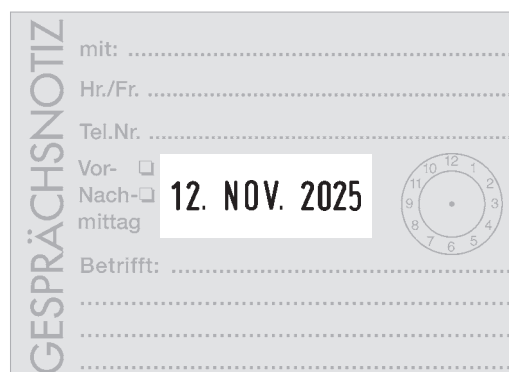 GESPRÄCHSNOTIZ
mit:
Hr./Fr.
Tel.Nr.
Vor- ❏
Nach-❏
mittag
12. NOV. 2025
12
1
2
3
4
5
6
7
8
9
10
11
Betrifft: